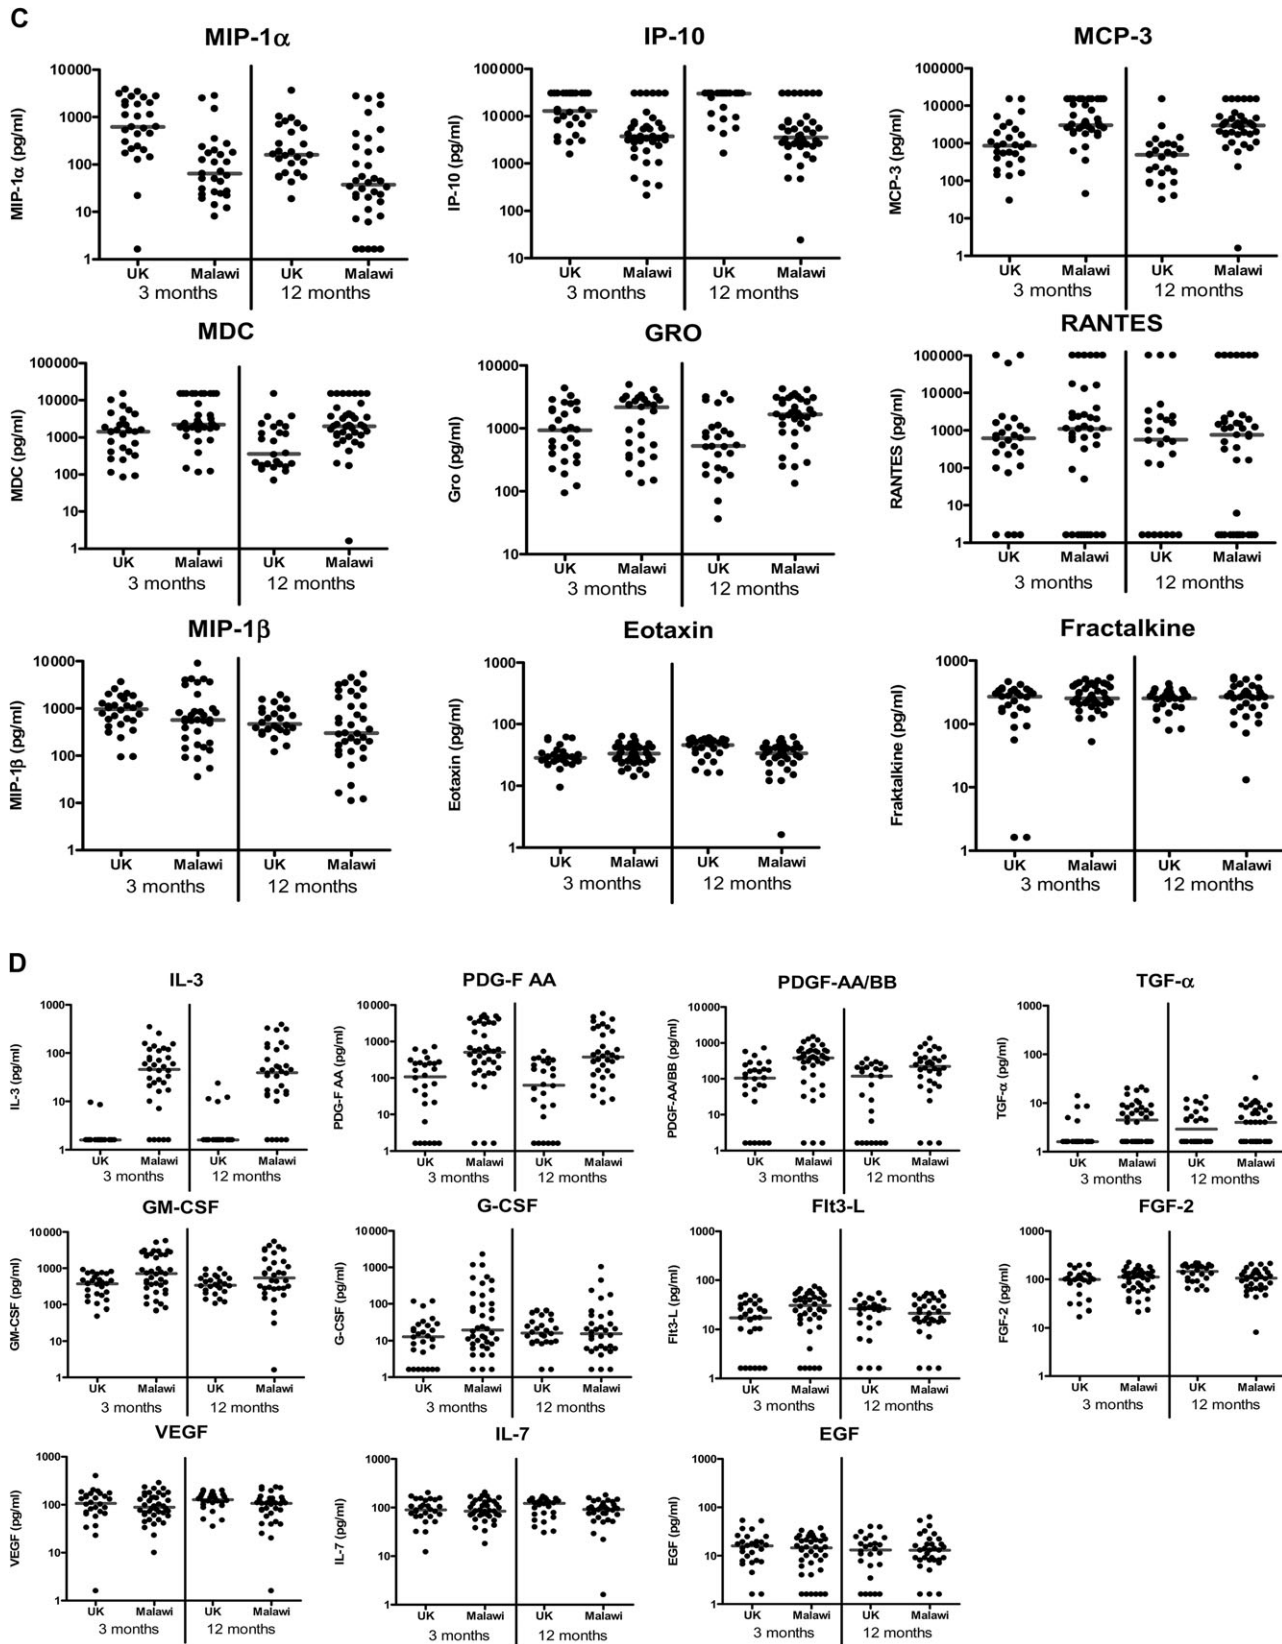 C
MIP-1α
IP-10
MCP-3
MIP-1α (pg/ml)
10000
1000
100
10
1
UK
Malawi
UK
Malawi
3 months
12 months
IP-10 (pg/ml)
100000
10000
1000
100
10
UK
Malawi
UK
Malawi
3 months
12 months
MCP-3 (pg/ml)
100000
10000
1000
100
10
1
UK
Malawi
UK
Malawi
3 months
12 months
MDC
GRO
RANTES
MDC (pg/ml)
100000
10000
1000
100
10
1
UK
Malawi
UK
Malawi
3 months
12 months
Gro (pg/ml)
10000
1000
100
10
UK
Malawi
UK
Malawi
3 months
12 months
RANTES (pg/ml)
100000
10000
1000
100
10
1
UK
Malawi
UK
Malawi
3 months
12 months
MIP-1β
Eotaxin
Fractalkine
MIP-1β (pg/ml)
10000
1000
100
10
1
UK
Malawi
UK
Malawi
3 months
12 months
Eotaxin (pg/ml)
1000
100
10
1
UK
Malawi
UK
Malawi
3 months
12 months
Fraktalkine (pg/ml)
1000
100
10
1
UK
Malawi
UK
Malawi
3 months
12 months
D
IL-3
PDG-F AA
PDGF-AA/BB
TGF-α
IL-3 (pg/ml)
1000
100
10
1
UK
Malawi
UK
Malawi
3 months
12 months
PDG-F AA (pg/ml)
10000
1000
100
10
1
UK
Malawi
UK
Malawi
3 months
12 months
PDGF-AA/BB (pg/ml)
10000
1000
100
10
1
UK
Malawi
UK
Malawi
3 months
12 months
TGF-α (pg/ml)
1000
100
10
1
UK
Malawi
UK
Malawi
3 months
12 months
GM-CSF
G-CSF
Flt3-L
FGF-2
GM-CSF (pg/ml)
10000
1000
100
10
1
UK
Malawi
UK
Malawi
3 months
12 months
G-CSF (pg/ml)
10000
1000
100
10
1
UK
Malawi
UK
Malawi
3 months
12 months
Flt3-L (pg/ml)
1000
100
10
1
UK
Malawi
UK
Malawi
3 months
12 months
FGF-2 (pg/ml)
1000
100
10
1
UK
Malawi
UK
Malawi
3 months
12 months
VEGF
IL-7
EGF
VEGF (pg/ml)
1000
100
10
1
UK
Malawi
UK
Malawi
3 months
12 months
IL-7 (pg/ml)
1000
100
10
1
UK
Malawi
UK
Malawi
3 months
12 months
EGF (pg/ml)
1000
100
10
1
UK
Malawi
UK
Malawi
3 months
12 months